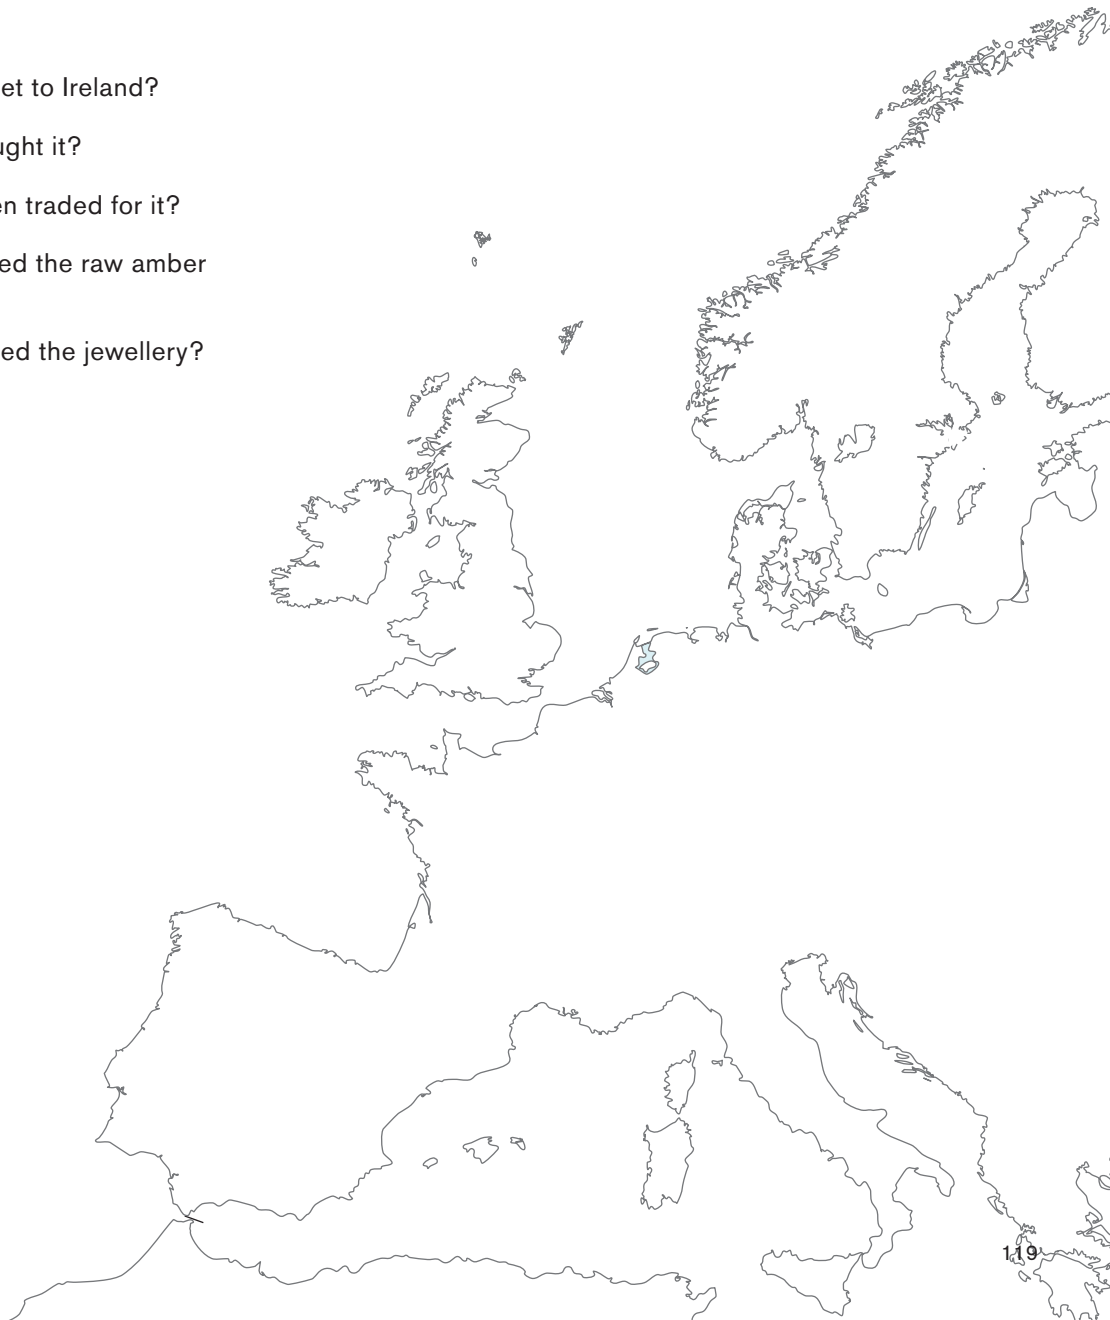 et to Ireland?
ught it?
en traded for it?
ed the raw amber
ed the jewellery?
119